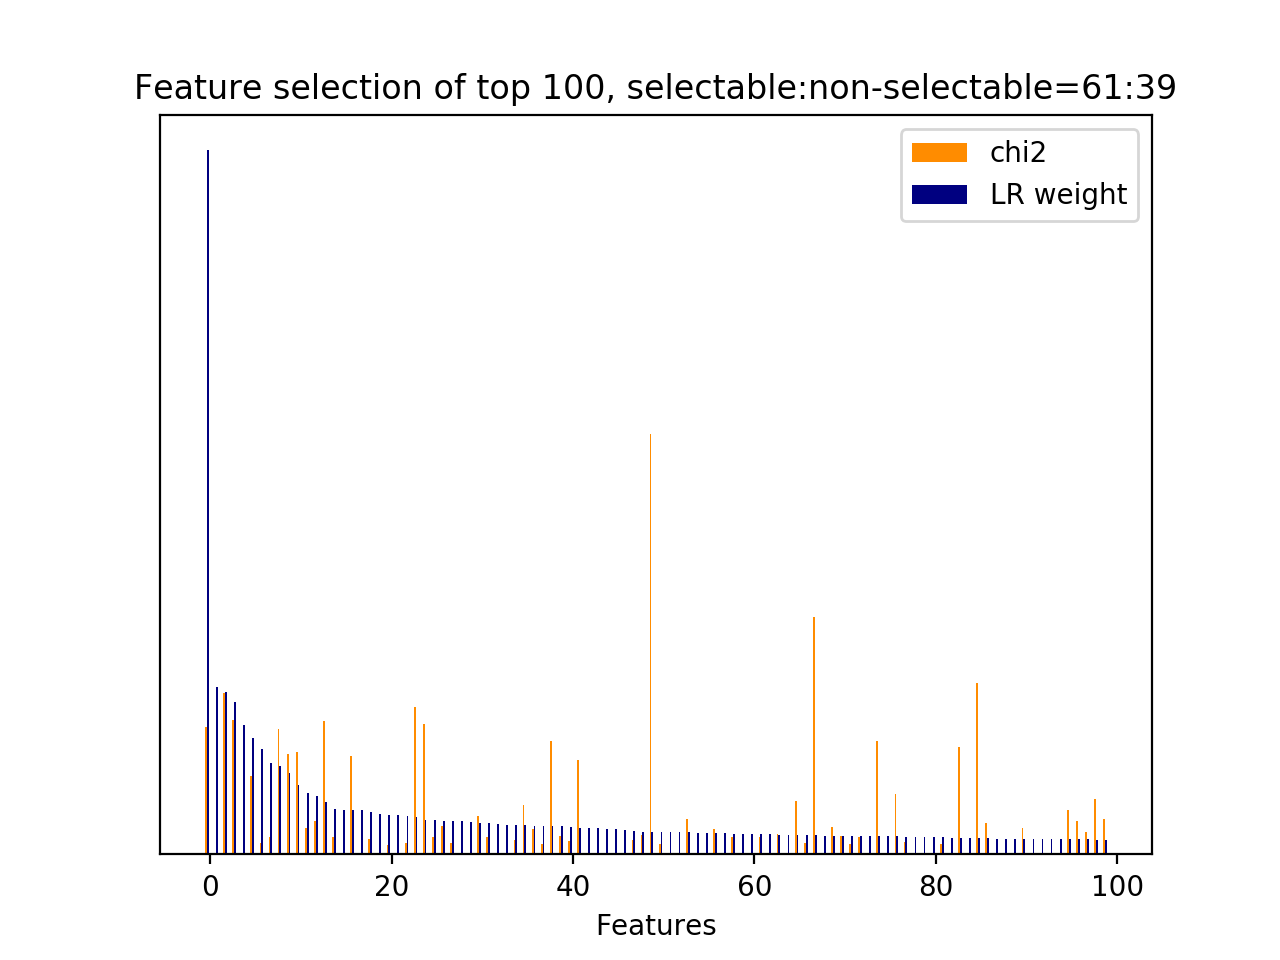 Feature selection of top 100, selectable:non-selectable=61:39
chi2
LR weight
0 20 40 60 80 100
Features